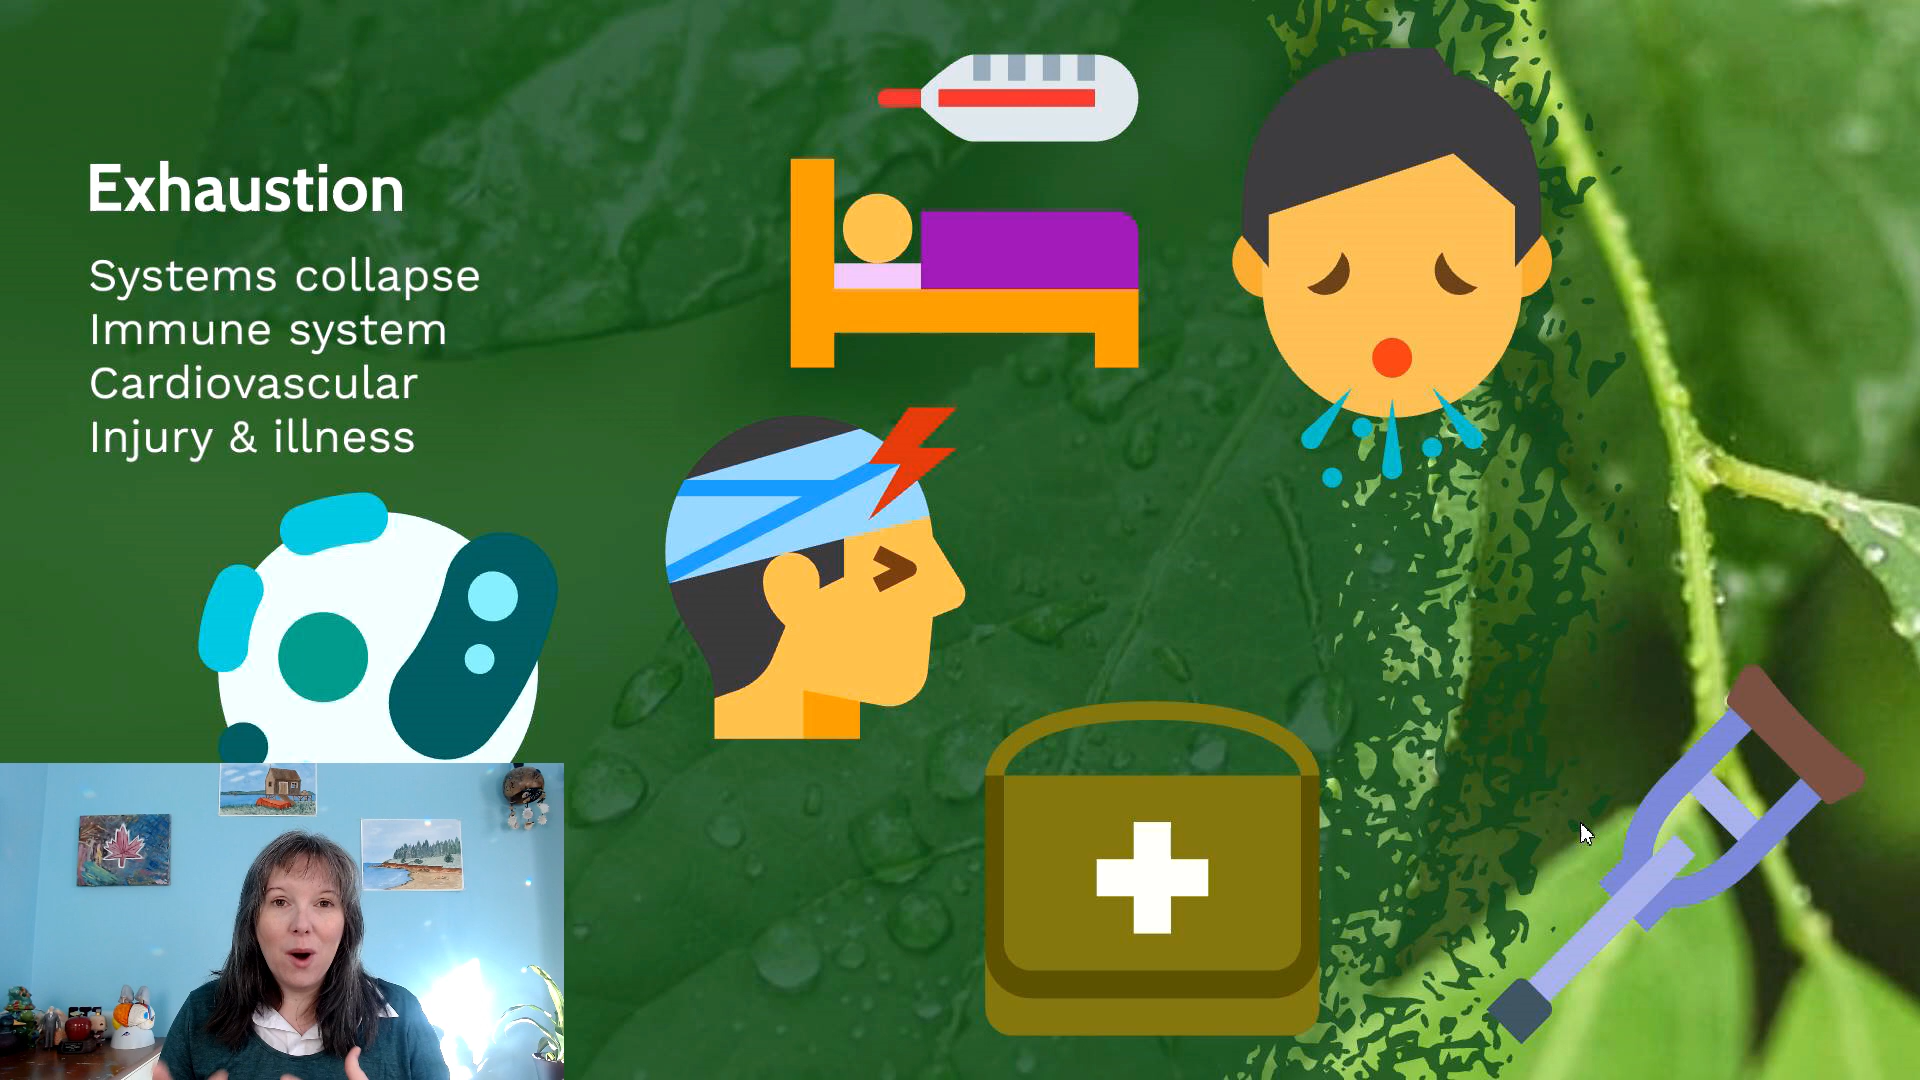 Exhaustion
Systems collapse
Immune system
Cardiovascular
Injury & illness